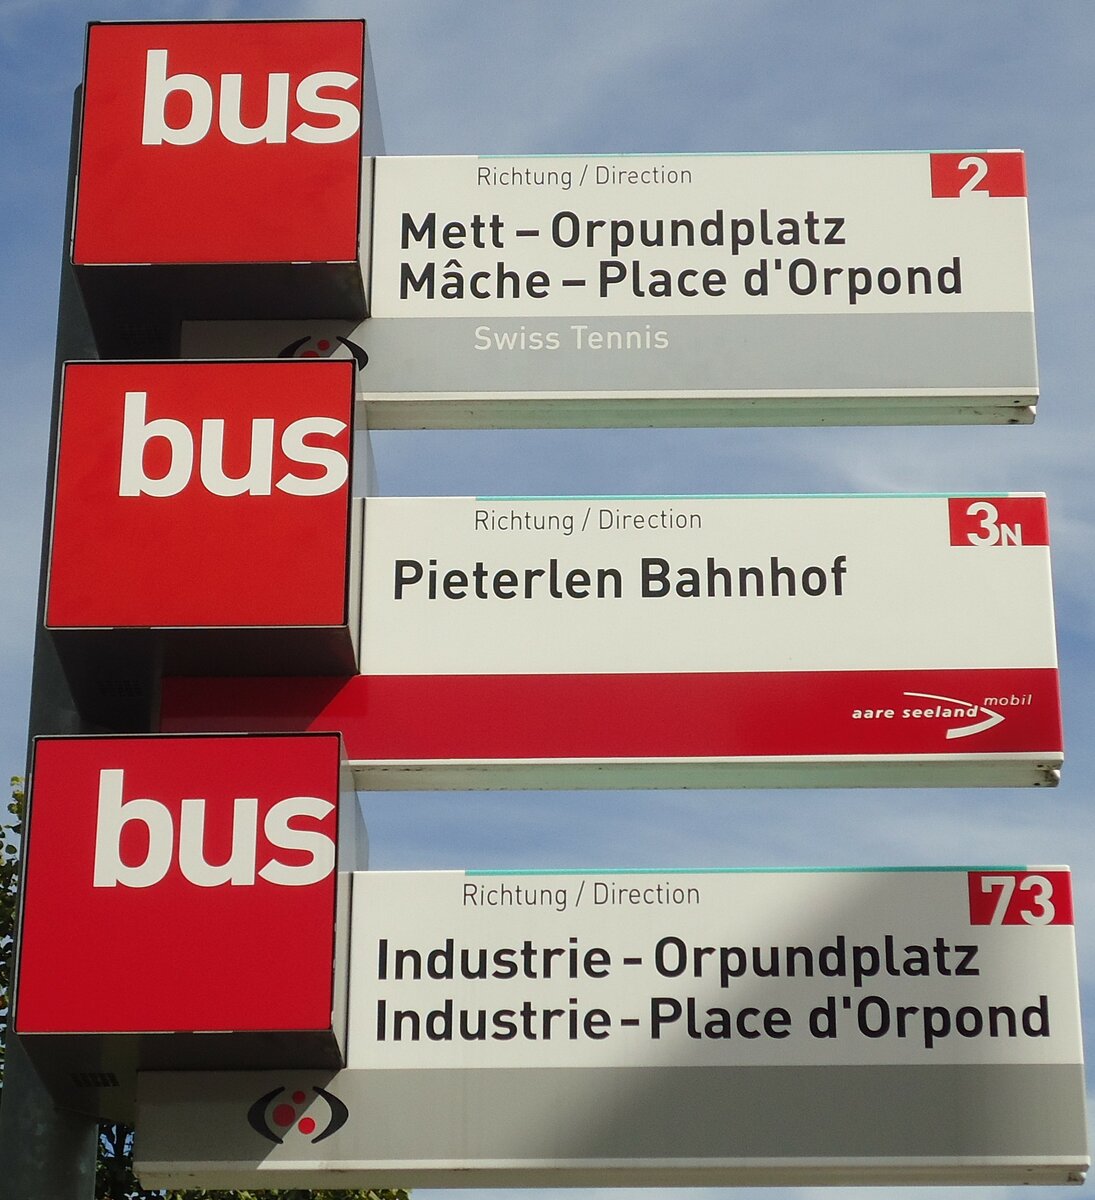 bus
Richtung / Direction
2
Mett – Orpundplatz
Mâche – Place d'Orpond
Swiss Tennis
bus
Richtung / Direction
3N
Pieterlen Bahnhof
aare seeland mobil
bus
Richtung / Direction
73
Industrie - Orpundplatz
Industrie - Place d'Orpond